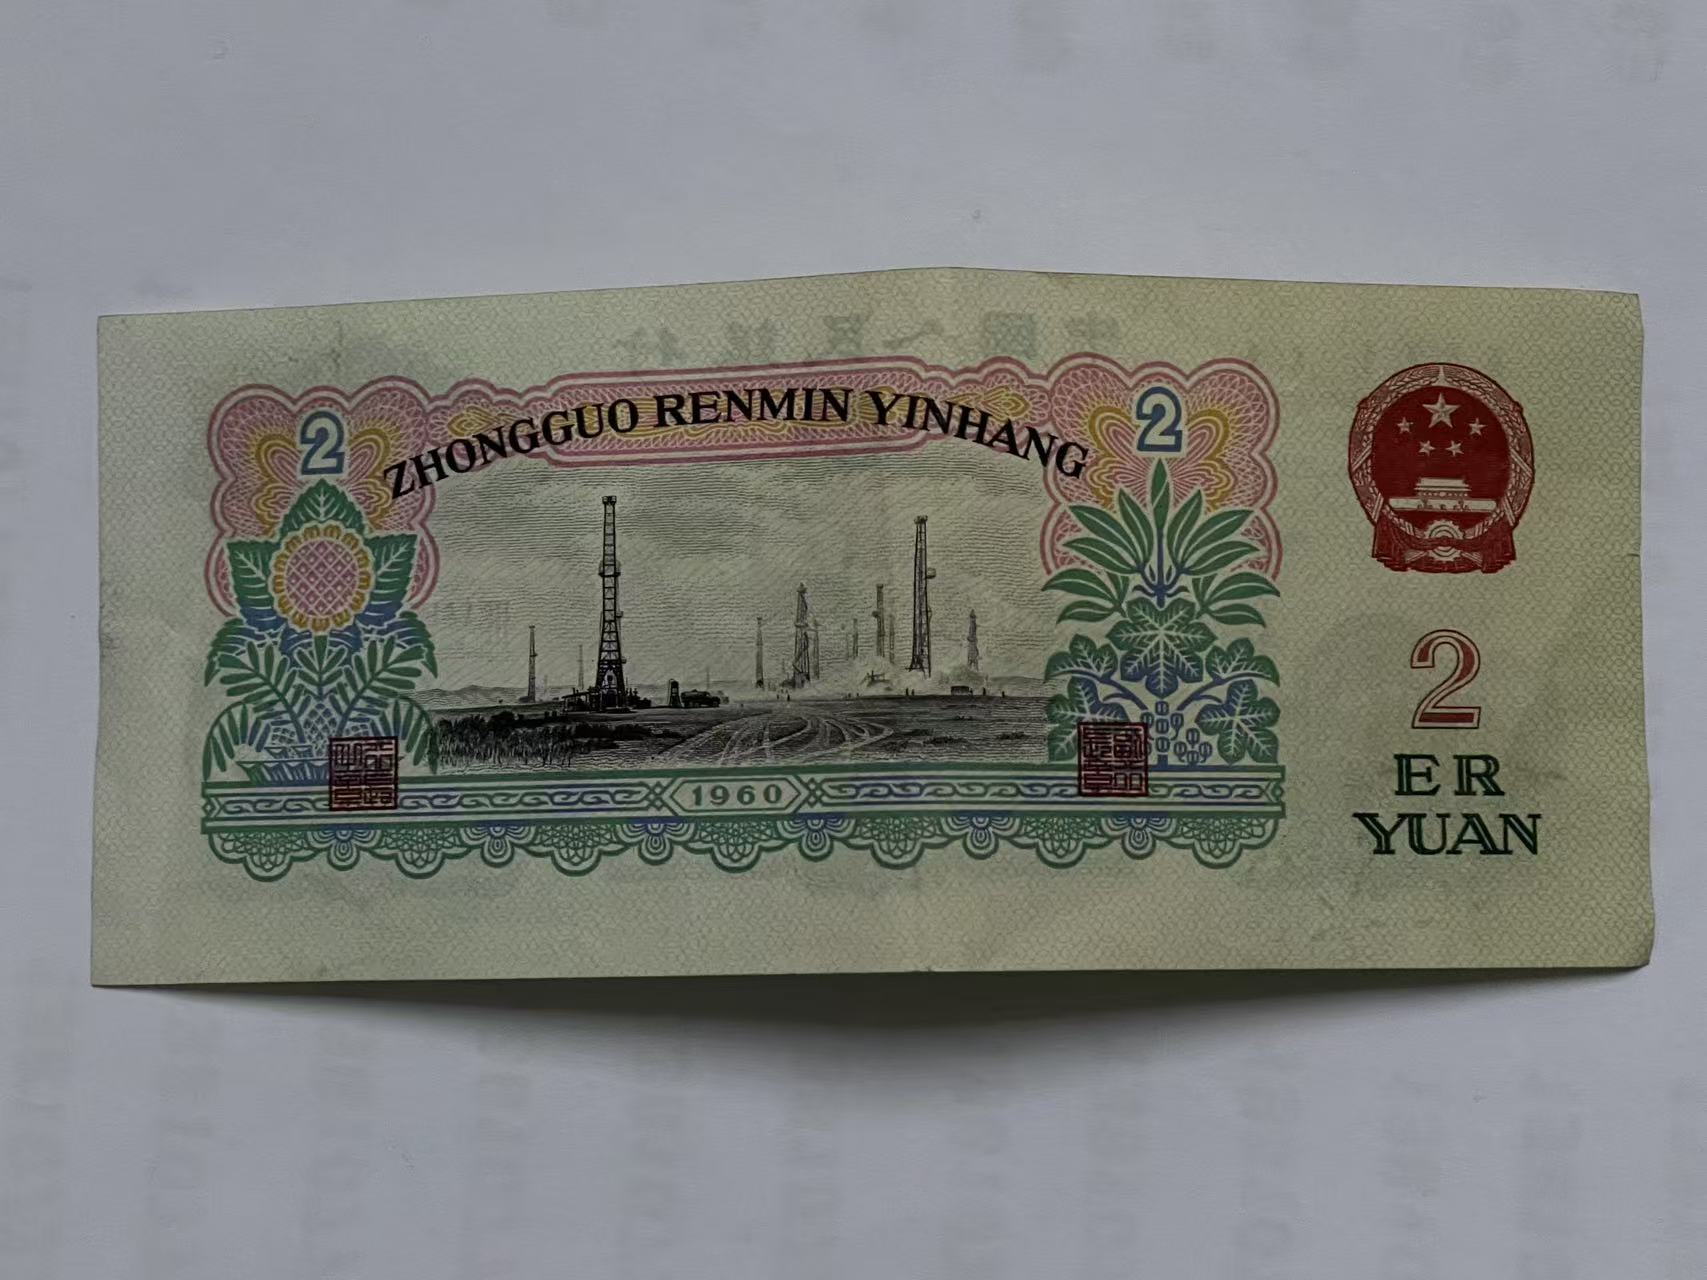 2
ZHONGGUO RENMIN YINHANG
2
1960
2
ER
YUAN